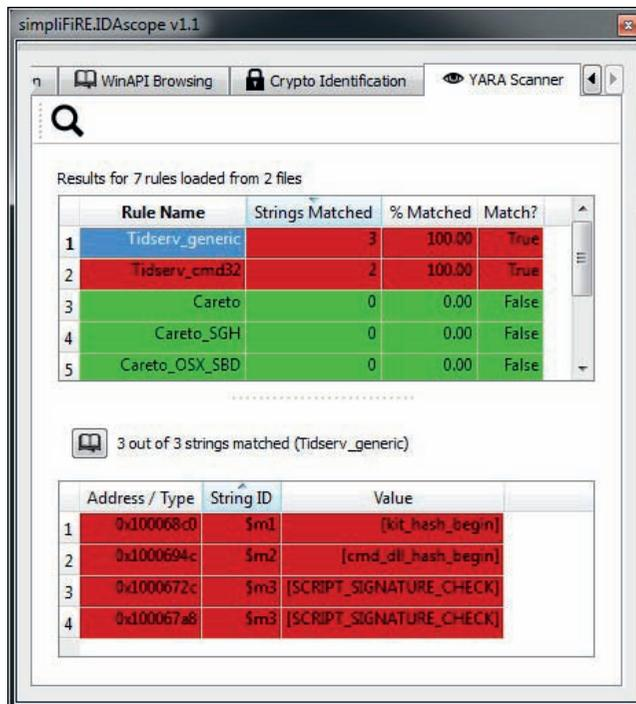 simpliFiRE.IDAscope v1.1
n WinAPI Browsing Crypto Identification YARA Scanner
Results for 7 rules loaded from 2 files
Rule Name Strings Matched % Matched Match?
1 Tidserv_generic 3 100.00 True
2 Tidserv_cmd32 2 100.00 True
3 Careto 0 0.00 False
4 Careto_SGH 0 0.00 False
5 Careto_OSX_SBD 0 0.00 False
3 out of 3 strings matched (Tidserv_generic)
Address / Type String ID Value
1 0x100068c0 $m1 [kit_hash_begin]
2 0x1000694c $m2 [cmd_dll_hash_begin]
3 0x1000672c $m3 [SCRIPT_SIGNATURE_CHECK]
4 0x100067a8 $m3 [SCRIPT_SIGNATURE_CHECK]